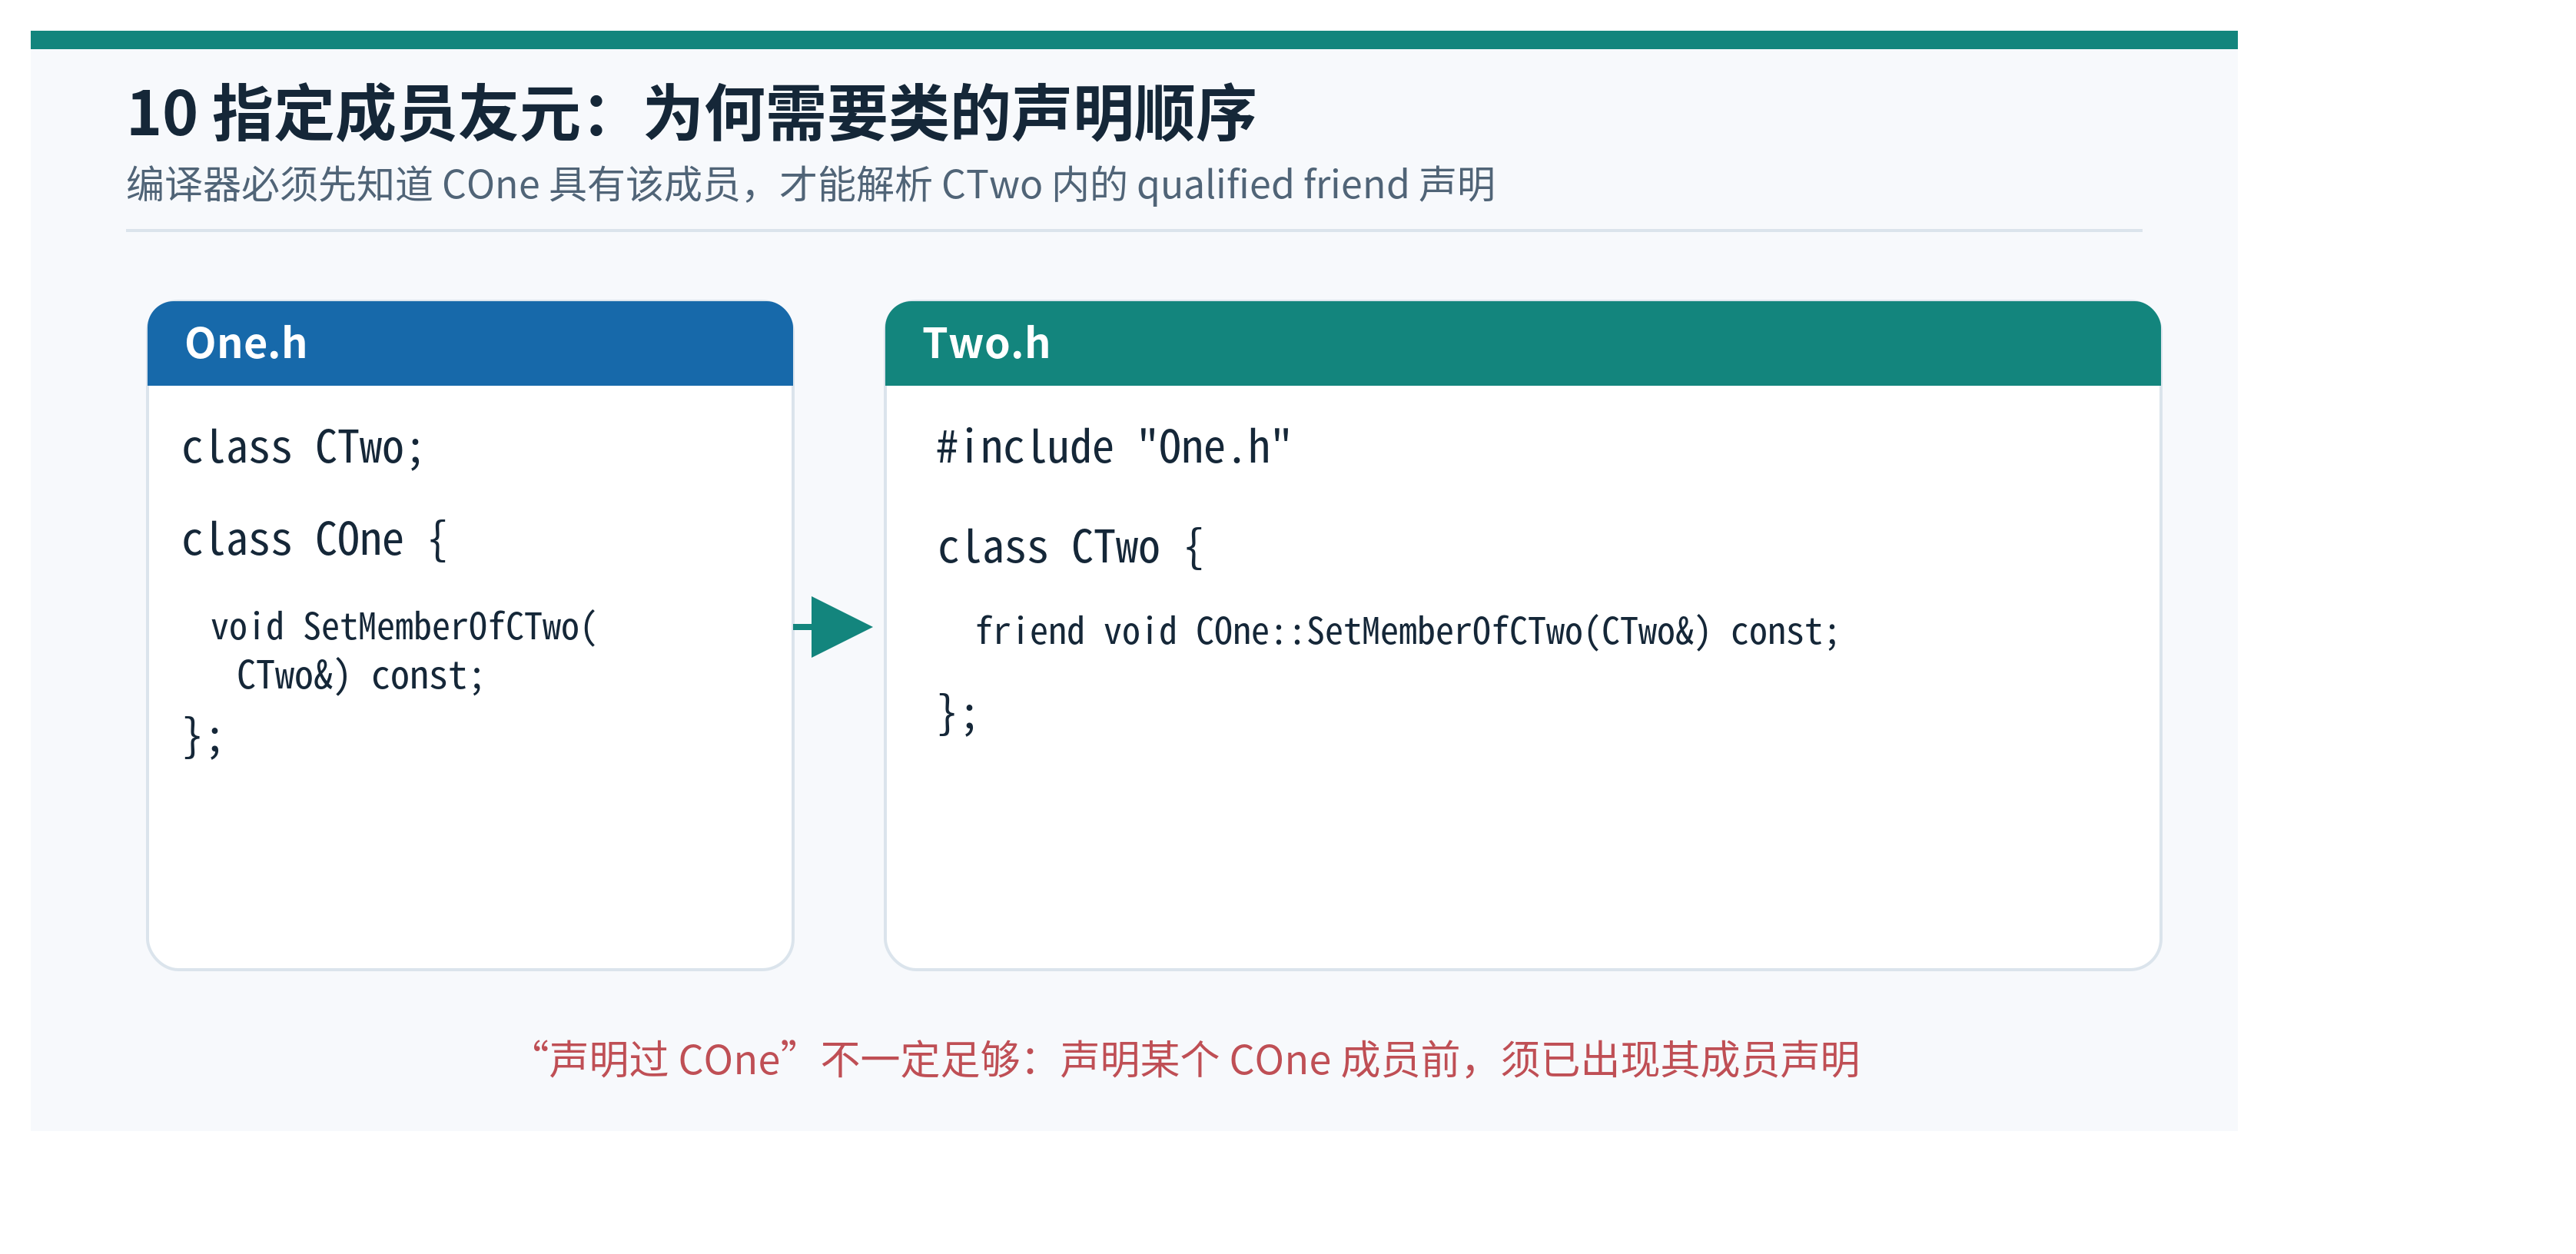 10 指定成员友元：为何需要类的声明顺序
编译器必须先知道 COne 具有该成员，才能解析 CTwo 内的 qualified friend 声明
One.h
class CTwo;
class COne {
void SetMemberOfCTwo(
CTwo&) const;
};
Two.h
#include "One.h"
class CTwo {
friend void COne::SetMemberOfCTwo(CTwo&) const;
};
“声明过 COne”不一定足够：声明某个 COne 成员前，须已出现其成员声明